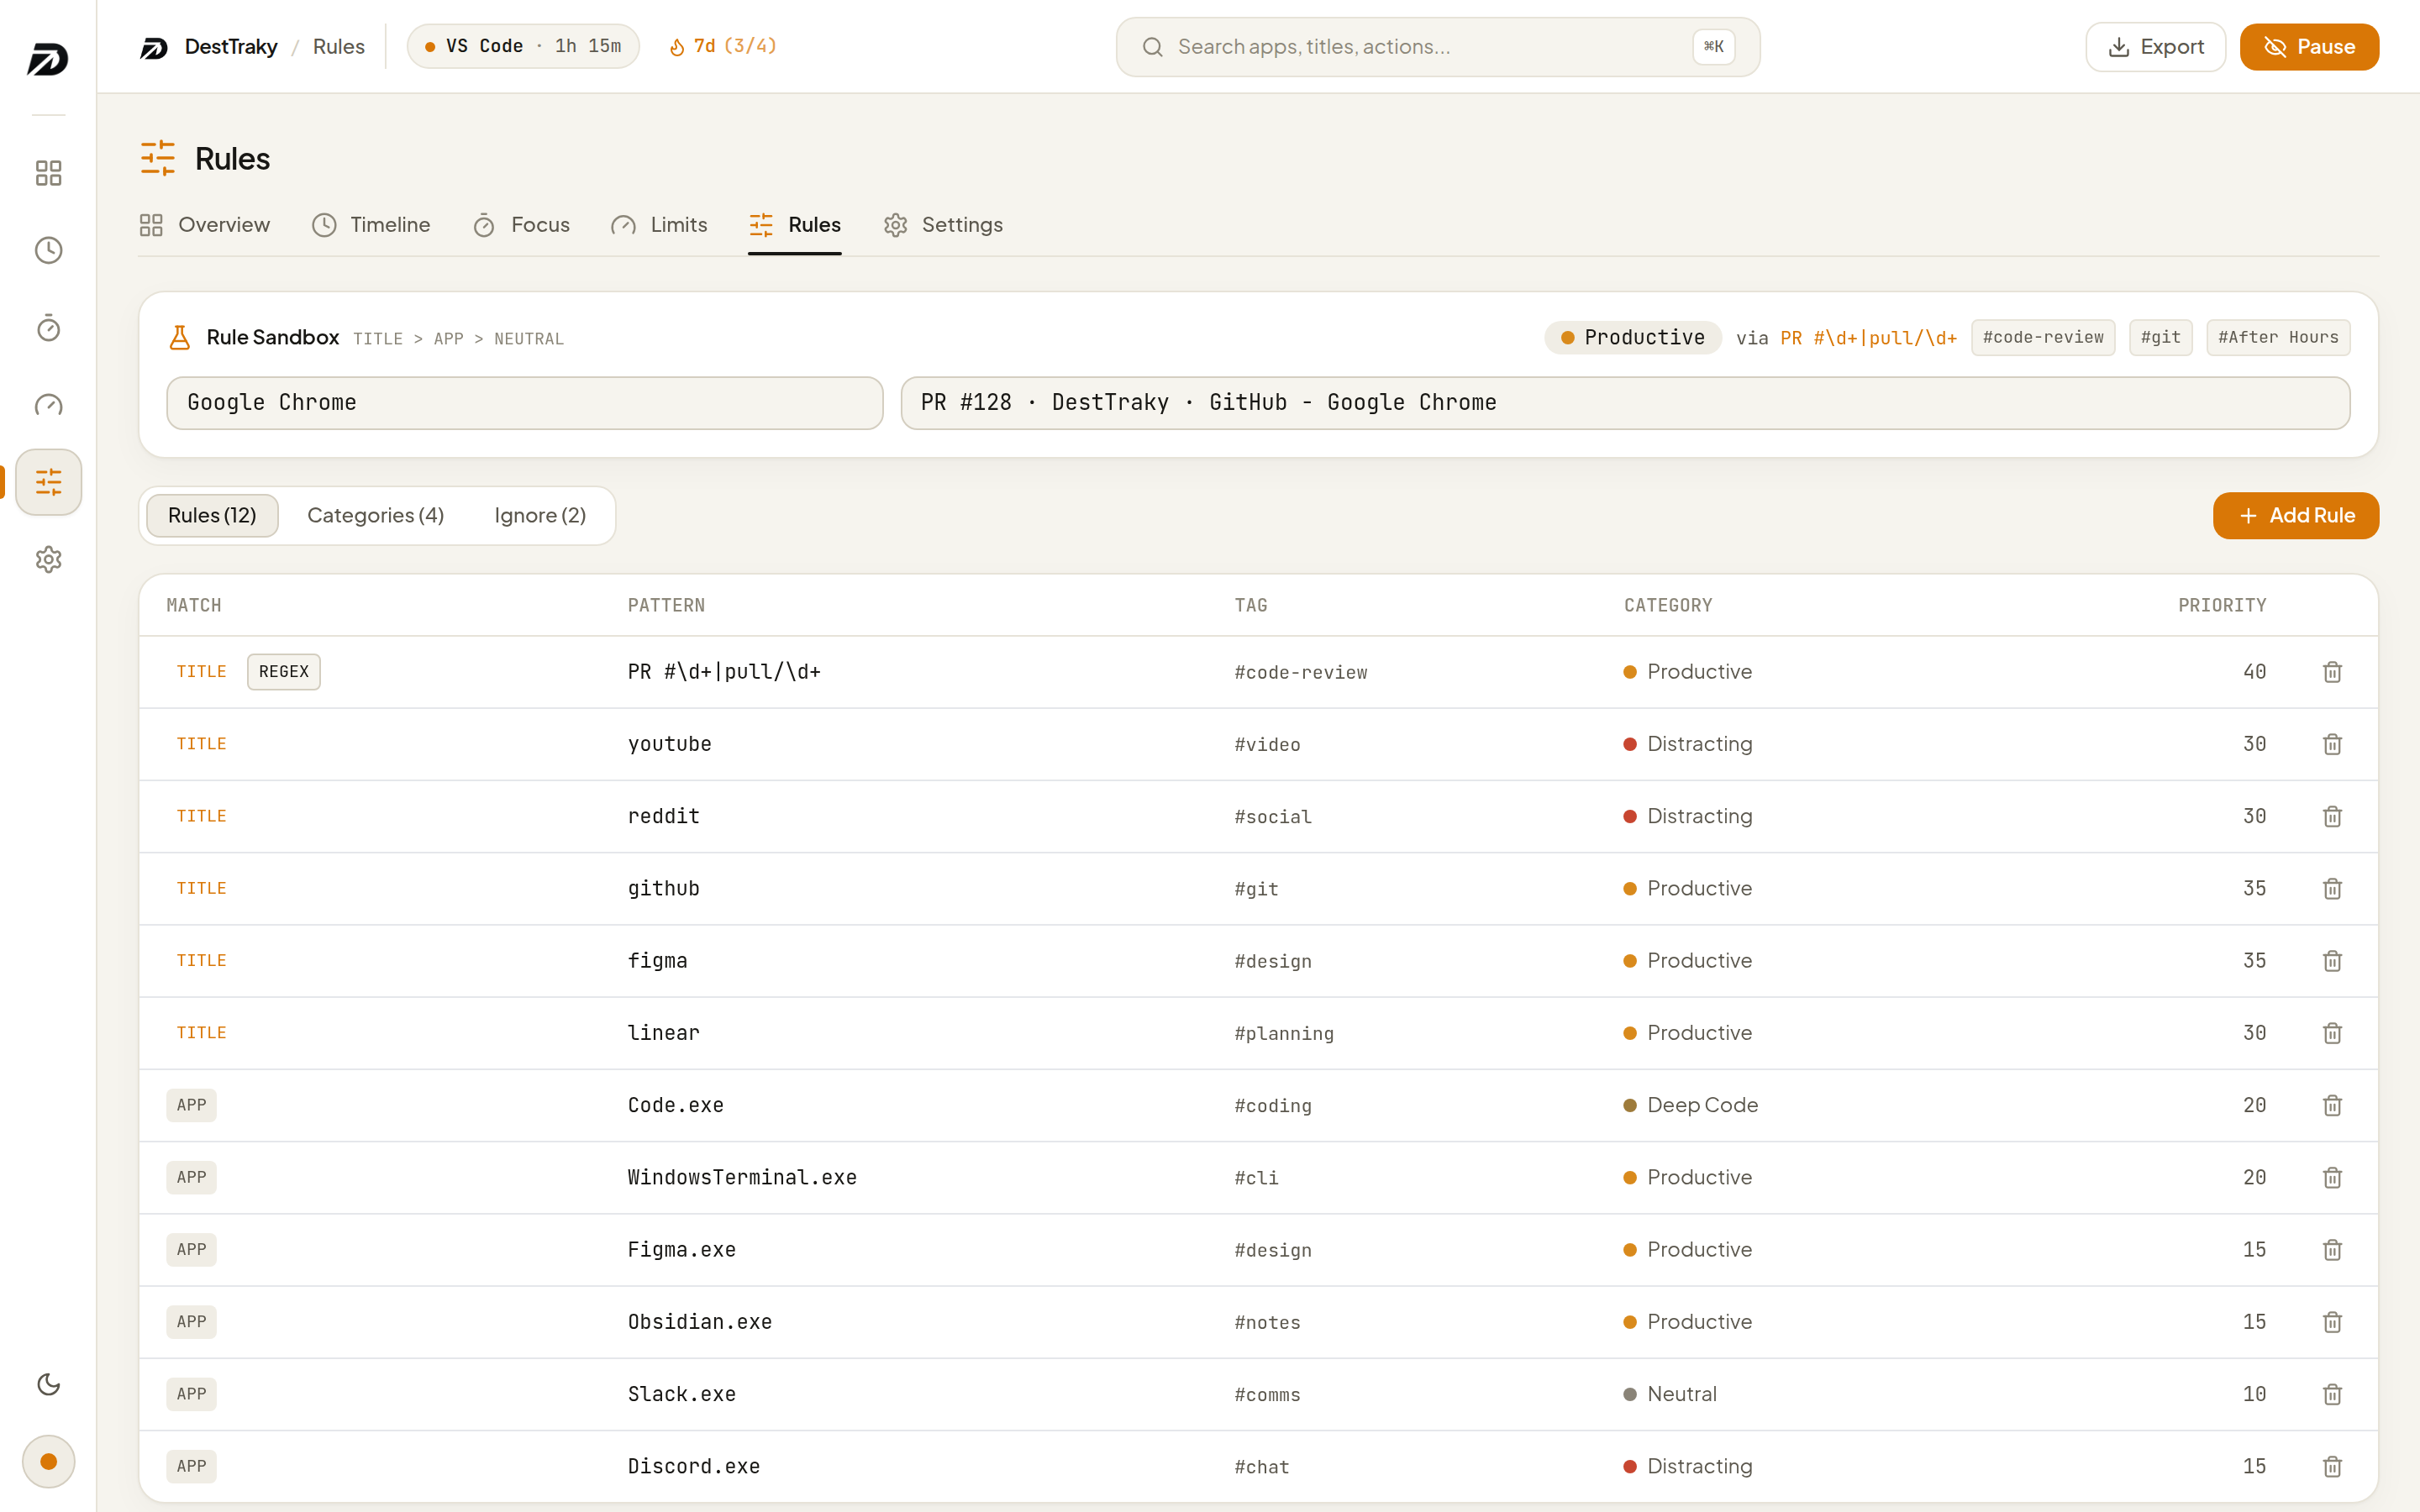 DestTraky / Rules
VS Code · 1h 15m
7d (3/4)
Search apps, titles, actions...
⌘K
Export
Pause
Rules
Overview
Timeline
Focus
Limits
Rules
Settings
Rule Sandbox TITLE > APP > NEUTRAL
Productive via PR #\d+|pull/\d+ #code-review #git #After Hours
Google Chrome
PR #128 · DestTraky · GitHub - Google Chrome
Rules (12) Categories (4) Ignore (2)
Add Rule
MATCH PATTERN TAG CATEGORY PRIORITY
TITLE REGEX PR #\d+|pull/\d+ #code-review Productive 40
TITLE youtube #video Distracting 30
TITLE reddit #social Distracting 30
TITLE github #git Productive 35
TITLE figma #design Productive 35
TITLE linear #planning Productive 30
APP Code.exe #coding Deep Code 20
APP WindowsTerminal.exe #cli Productive 20
APP Figma.exe #design Productive 15
APP Obsidian.exe #notes Productive 15
APP Slack.exe #comms Neutral 10
APP Discord.exe #chat Distracting 15